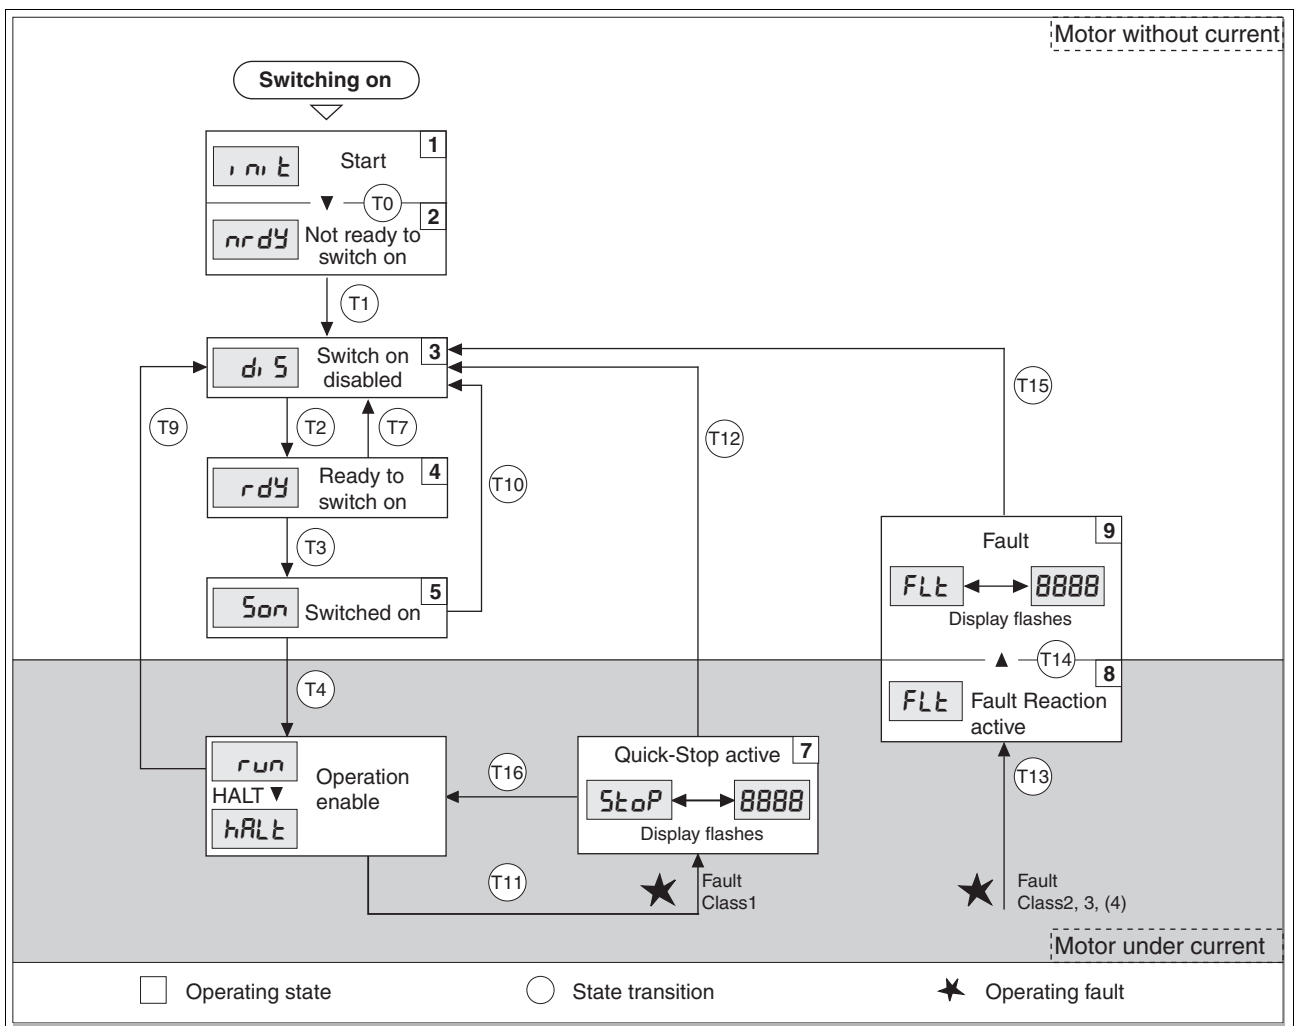 Motor without current
Switching on
1
init
Start
T0
2
nrdy
Not ready to
switch on
T1
3
diS
Switch on
disabled
T9
T2
T7
T12
T15
4
rdy
Ready to
switch on
T10
T3
5
Son
Switched on
9
Fault
FLt
8888
Display flashes
T14
8
FLt
Fault Reaction
active
T4
run
HALT
hALt
Operation
enable
T16
7
Quick-Stop active
StoP
8888
Display flashes
T13
T11
Fault
Class1
Fault
Class2, 3, (4)
Motor under current
Operating state
State transition
Operating fault